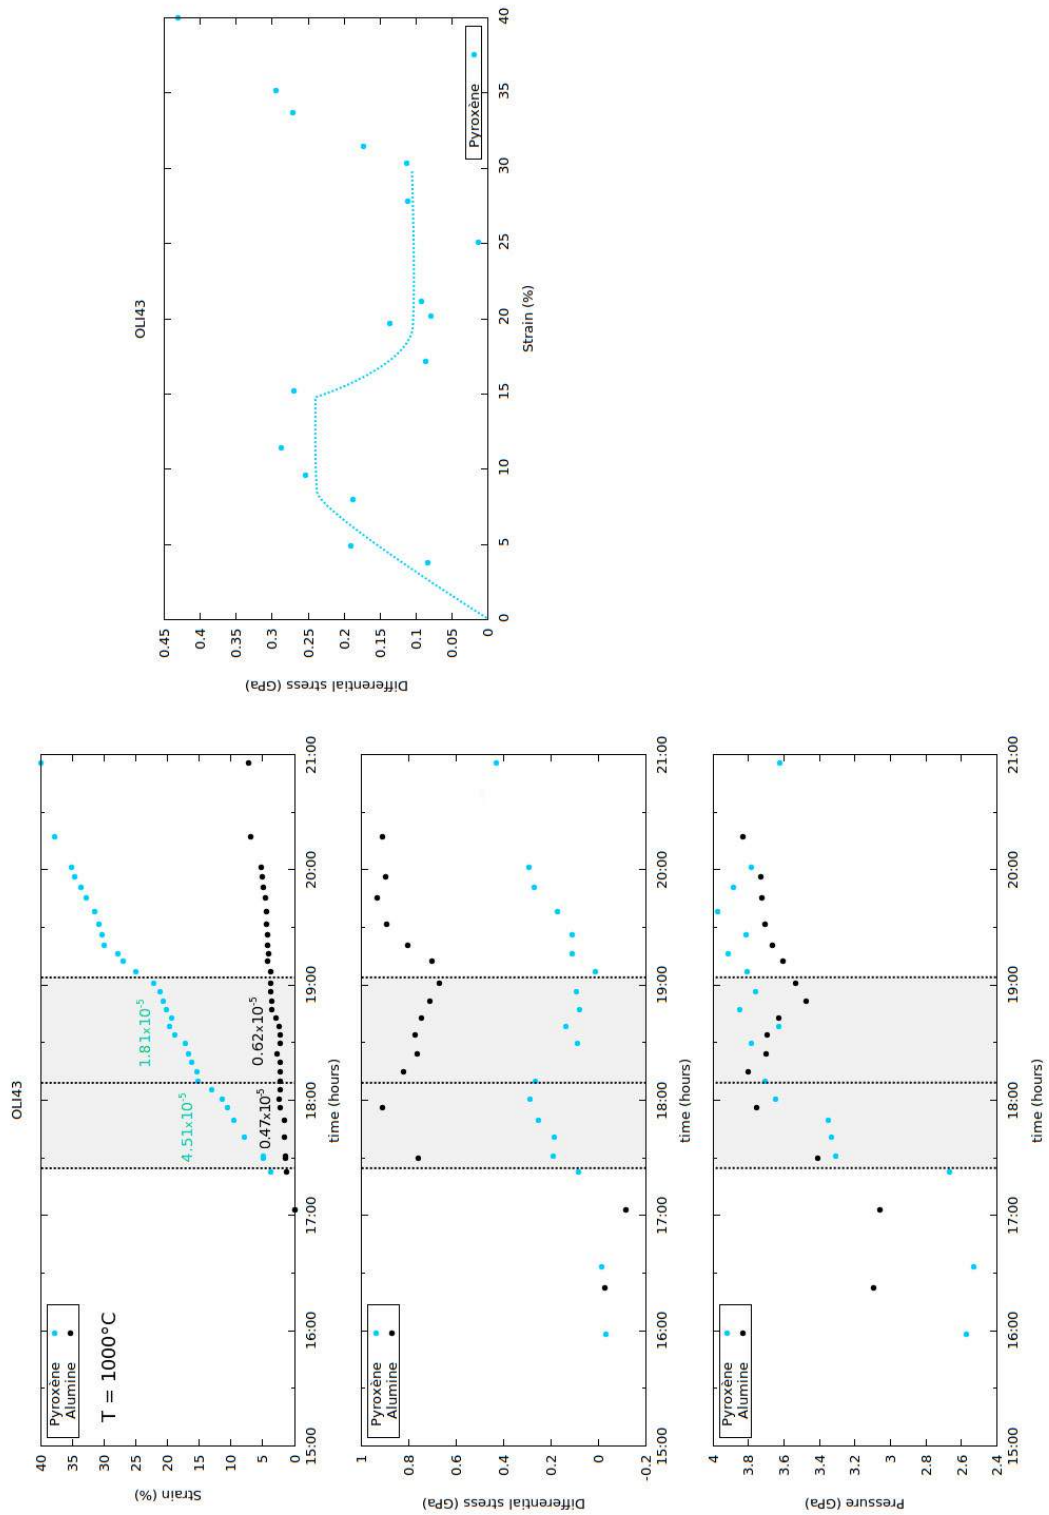 OLI43
Strain (%)
40
35
30
25
20
15
10
5
0
Pyroxène
Alumine
T = 1000°C
4.51x10-5
1.81x10-5
0.47x10-5
0.62x10-5
15:00
16:00
17:00
18:00
19:00
20:00
21:00
time (hours)
Differential stress (GPa)
1
0.8
0.6
0.4
0.2
0
-0.2
Pyroxène
Alumine
15:00
16:00
17:00
18:00
19:00
20:00
21:00
time (hours)
Pressure (GPa)
4
3.8
3.6
3.4
3.2
3
2.8
2.6
2.4
Pyroxène
Alumine
15:00
16:00
17:00
18:00
19:00
20:00
21:00
time (hours)
OLI43
Differential stress (GPa)
0.45
0.4
0.35
0.3
0.25
0.2
0.15
0.1
0.05
0
0
5
10
15
20
25
30
35
40
Strain (%)
Pyroxène